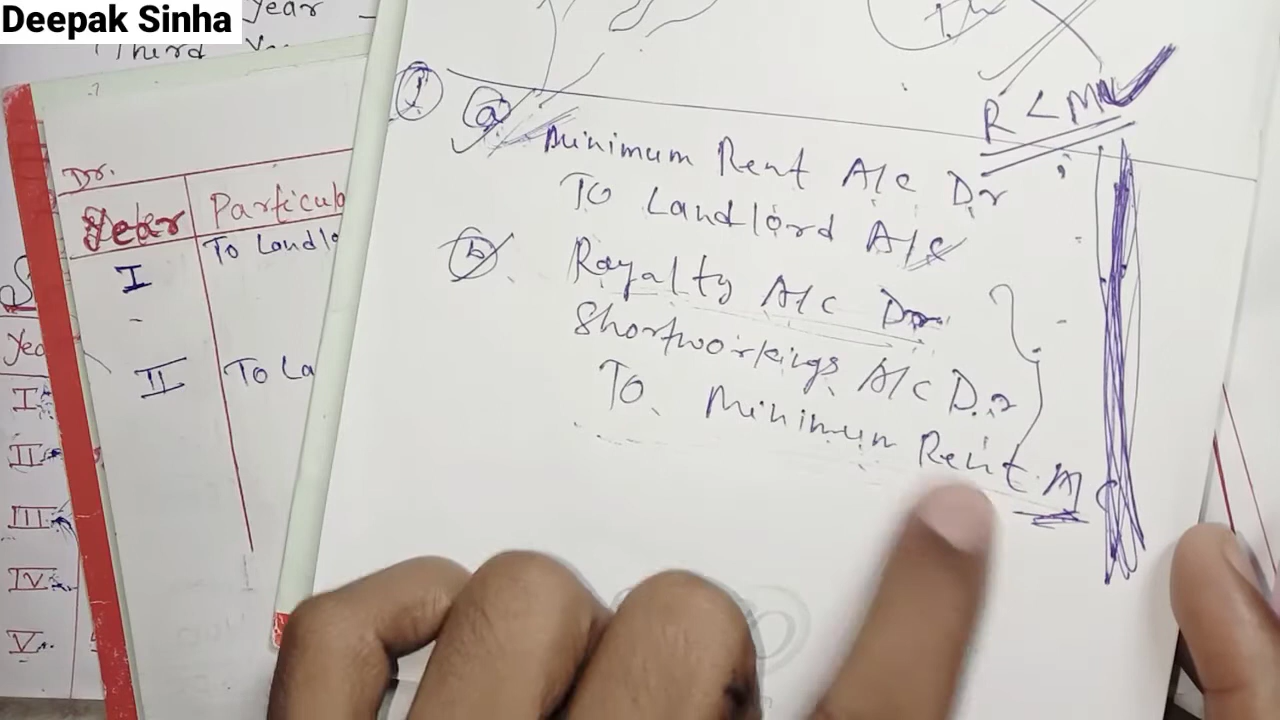 Deepak Sinha
year
Third
Dr.
Year Particula
I To Landlo
II To La
Yea
I
II
III
IV
V
R < MR
I a Minimum Rent A/c Dr
To Landlord A/c
b Royalty A/c Dr
Shortworkings A/c Dr
To Minimum Rent A/c